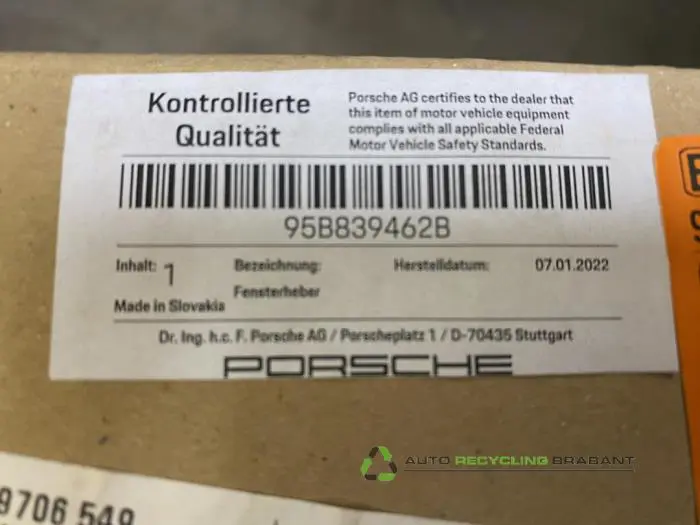 Kontrollierte
Qualität
Porsche AG certifies to the dealer that
this item of motor vehicle equipment
complies with all applicable Federal
Motor Vehicle Safety Standards.
95B839462B
Inhalt: 1
Bezeichnung:
Herstelldatum:
07.01.2022
Fensterheber
Made in Slovakia
Dr. Ing. h.c. F. Porsche AG / Porscheplatz 1 / D-70435 Stuttgart
PORSCHE
AUTO RECYCLING BRABANT
9706 549